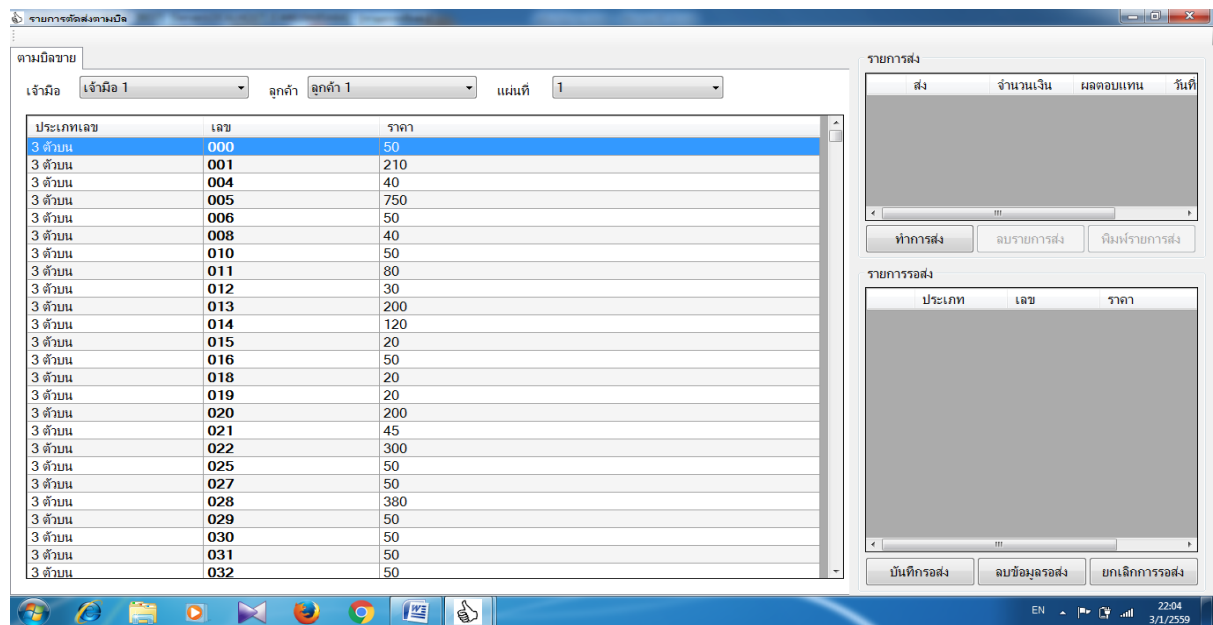 รายการตัดส่งตามบิล
ตามบิลขาย
เจ้ามือ เจ้ามือ 1 ลูกค้า ลูกค้า 1 แผ่นที่ 1
ประเภทเลข เลข ราคา
3 ตัวบน 000 50
3 ตัวบน 001 210
3 ตัวบน 004 40
3 ตัวบน 005 750
3 ตัวบน 006 50
3 ตัวบน 008 40
3 ตัวบน 010 50
3 ตัวบน 011 80
3 ตัวบน 012 30
3 ตัวบน 013 200
3 ตัวบน 014 120
3 ตัวบน 015 20
3 ตัวบน 016 50
3 ตัวบน 018 20
3 ตัวบน 019 20
3 ตัวบน 020 200
3 ตัวบน 021 45
3 ตัวบน 022 300
3 ตัวบน 025 50
3 ตัวบน 027 50
3 ตัวบน 028 380
3 ตัวบน 029 50
3 ตัวบน 030 50
3 ตัวบน 031 50
3 ตัวบน 032 50
รายการส่ง
ส่ง จำนวนเงิน ผลตอบแทน วันที่
ทำการส่ง ลบรายการส่ง พิมพ์รายการส่ง
รายการรอส่ง
ประเภท เลข ราคา
บันทึกรอส่ง ลบข้อมูลรอส่ง ยกเลิกการรอส่ง
EN 22:04
3/1/2559